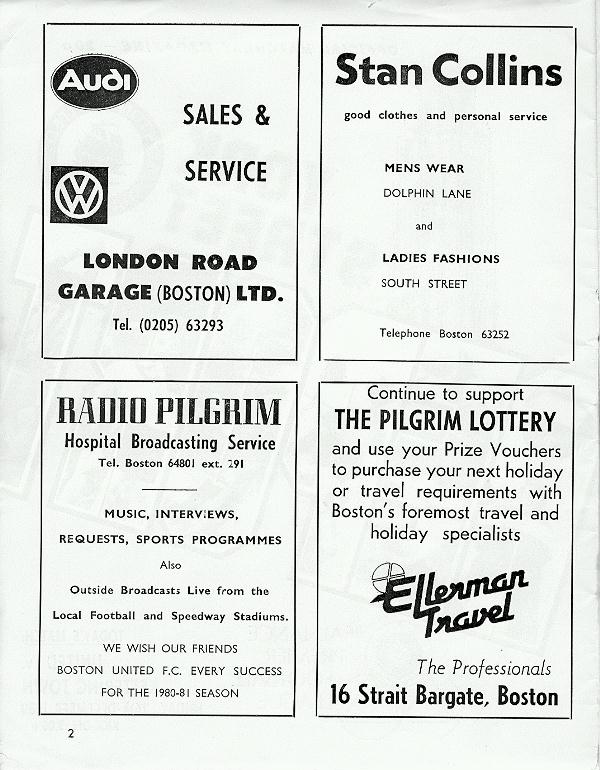 Audi
SALES &
SERVICE
VW
LONDON ROAD
GARAGE (BOSTON) LTD.
Tel. (0205) 63293
Stan Collins
good clothes and personal service
MENS WEAR
DOLPHIN LANE
and
LADIES FASHIONS
SOUTH STREET
Telephone Boston 63252
RADIO PILGRIM
Hospital Broadcasting Service
Tel. Boston 64801 ext. 291
MUSIC, INTERVIEWS,
REQUESTS, SPORTS PROGRAMMES
Also
Outside Broadcasts Live from the
Local Football and Speedway Stadiums.
WE WISH OUR FRIENDS
BOSTON UNITED F.C. EVERY SUCCESS
FOR THE 1980-81 SEASON
Continue to support
THE PILGRIM LOTTERY
and use your Prize Vouchers
to purchase your next holiday
or travel requirements with
Boston's foremost travel and
holiday specialists
Ellerman
Travel
The Professionals
16 Strait Bargate, Boston
2